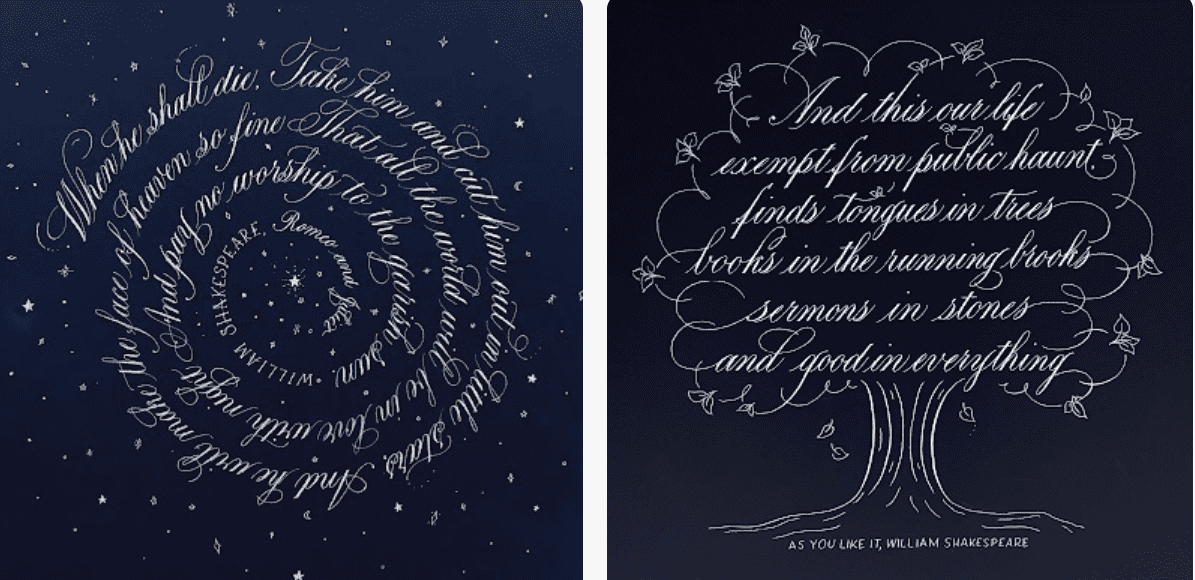 When he shall die, Take him and cut him out in little stars, And he will make the face of heaven so fine That all the world will be in love with night And pay no worship to the garish sun.
• WILLIAM SHAKESPEARE, Romeo and Juliet
And this our life
exempt from public haunt
finds tongues in trees
books in the running brooks
sermons in stones
and good in everything
AS YOU LIKE IT, WILLIAM SHAKESPEARE